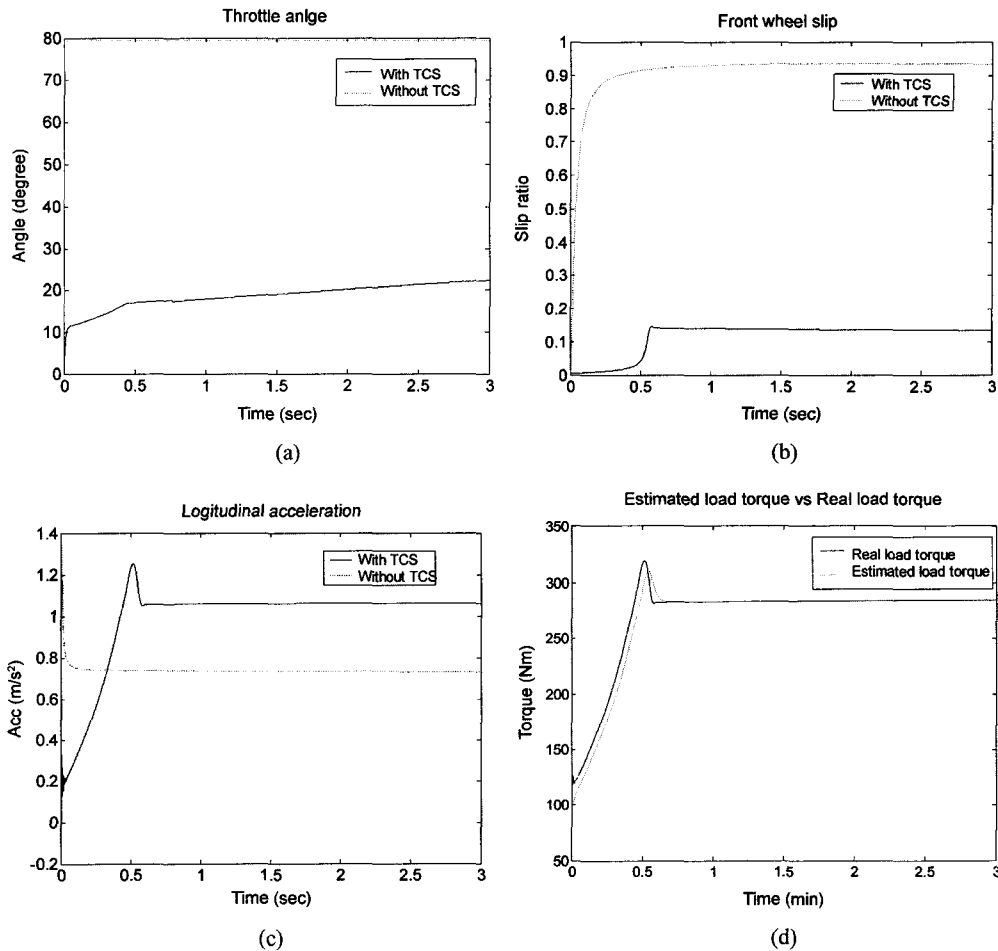 Throttle anlge
80
70
60
50
40
30
20
10
0
Angle (degree)
With TCS
Without TCS
0 0.5 1 1.5 2 2.5 3
Time (sec)
(a)
Front wheel slip
1
0.9
0.8
0.7
0.6
0.5
0.4
0.3
0.2
0.1
0
Slip ratio
With TCS
Without TCS
0 0.5 1 1.5 2 2.5 3
Time (sec)
(b)
Logitudinal acceleration
1.4
1.2
1
0.8
0.6
0.4
0.2
0
-0.2
Acc (m/s²)
With TCS
Without TCS
0 0.5 1 1.5 2 2.5 3
Time (sec)
(c)
Estimated load torque vs Real load torque
350
300
250
200
150
100
50
Torque (Nm)
Real load torque
Estimated load torque
0 0.5 1 1.5 2 2.5 3
Time (min)
(d)